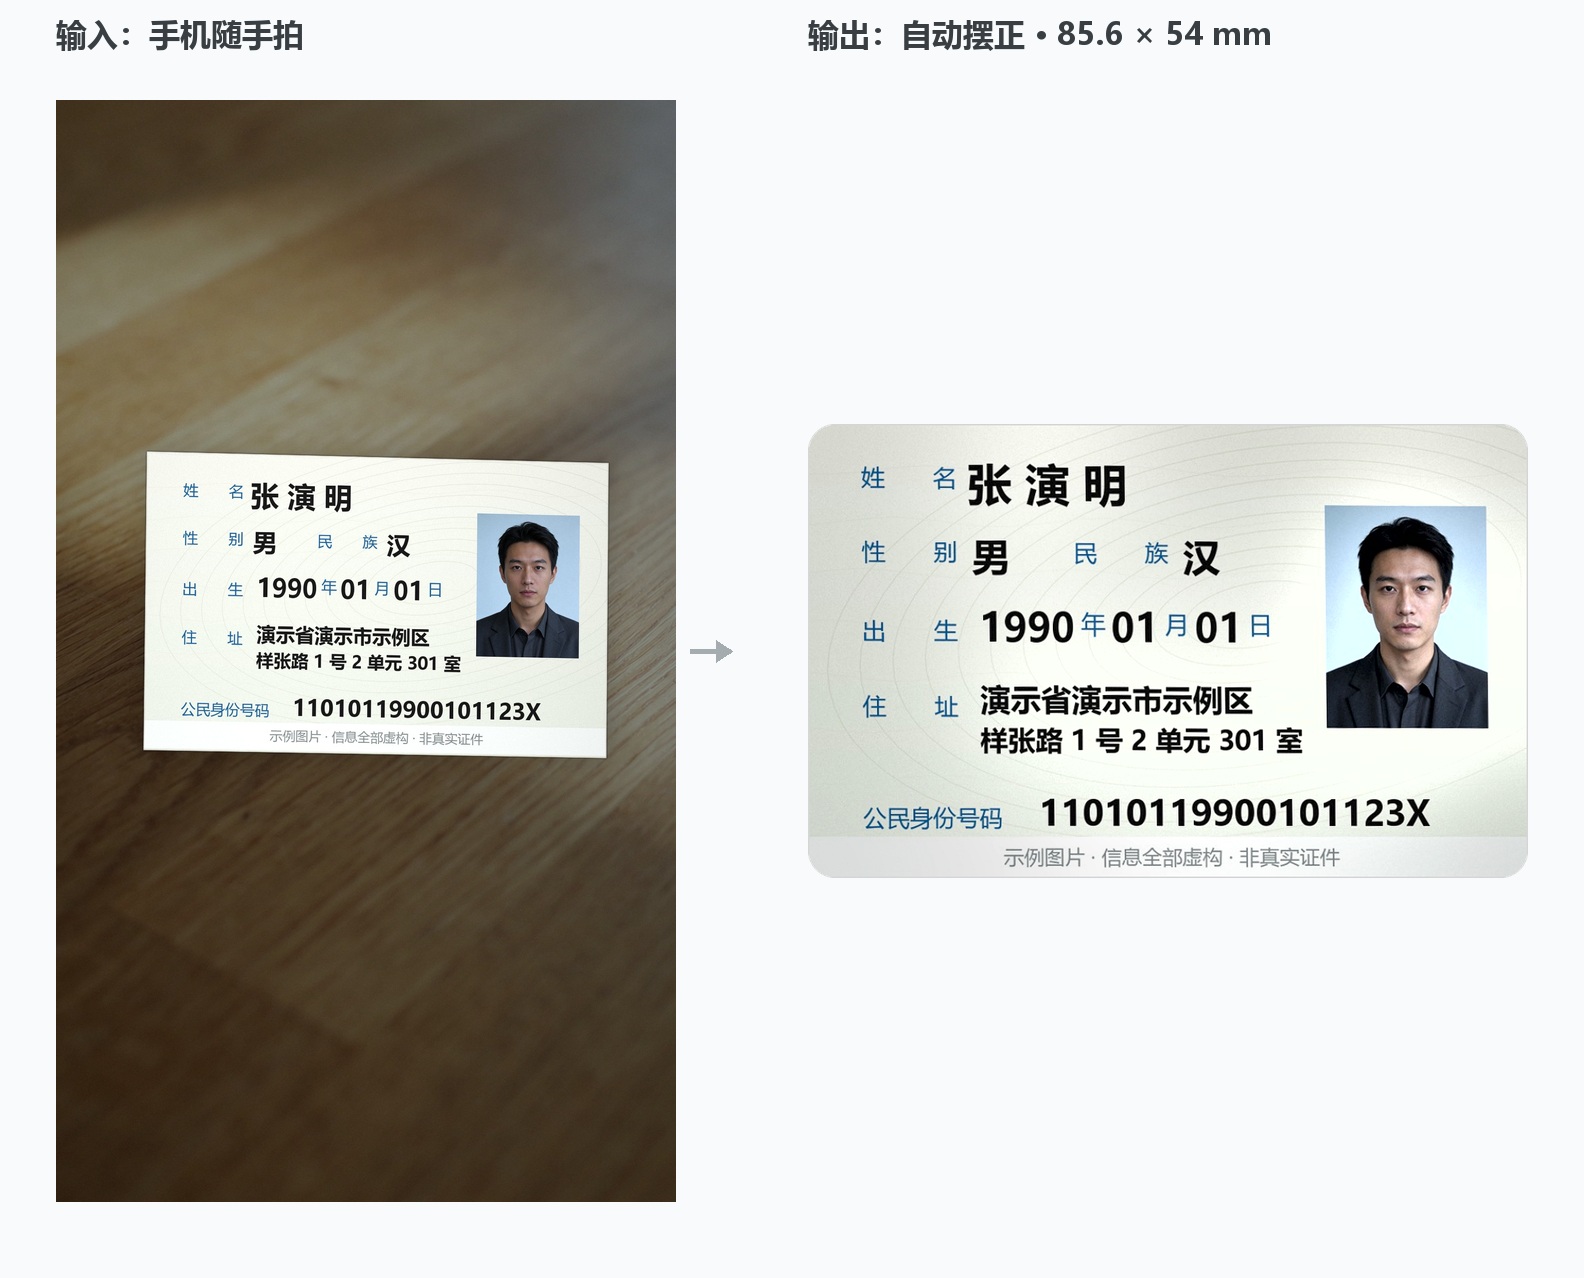 输入：手机随手拍
姓 名 张演明
性 别 男 民 族 汉
出 生 1990 年 01 月 01 日
住 址 演示省演示市示例区
样张路 1 号 2 单元 301 室
公民身份号码 11010119900101123X
示例图片 · 信息全部虚构 · 非真实证件
输出：自动摆正 • 85.6 × 54 mm
姓 名 张演明
性 别 男 民 族 汉
出 生 1990 年 01 月 01 日
住 址 演示省演示市示例区
样张路 1 号 2 单元 301 室
公民身份号码 11010119900101123X
示例图片 · 信息全部虚构 · 非真实证件